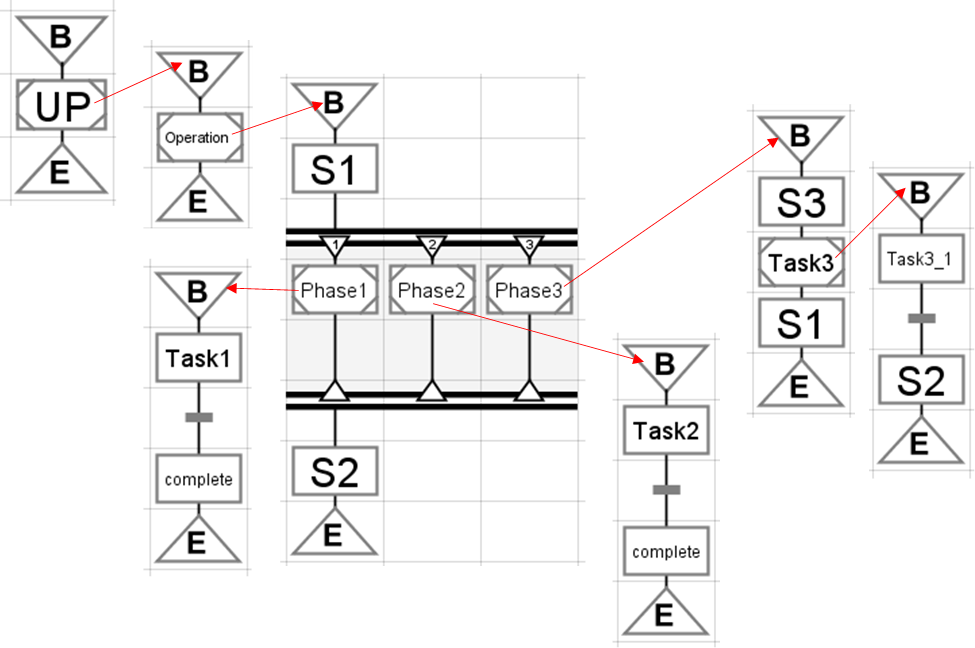 B
UP
E
B
Operation
E
B
S1
1 2 3
Phase1 Phase2 Phase3
S2
E
B
Task1
complete
E
B
Task2
complete
E
B
S3
Task3
S1
E
B
Task3_1
S2
E